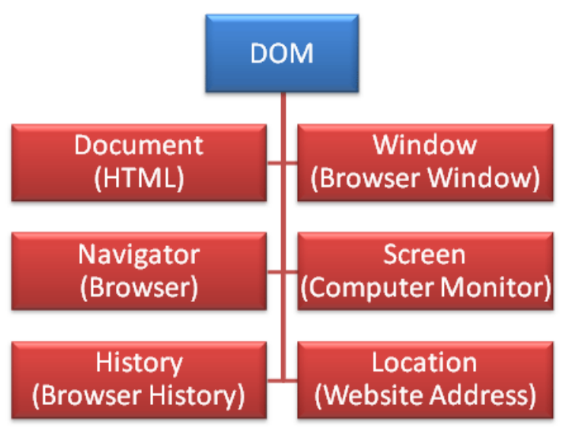 DOM
Document
(HTML)
Window
(Browser Window)
Navigator
(Browser)
Screen
(Computer Monitor)
History
(Browser History)
Location
(Website Address)